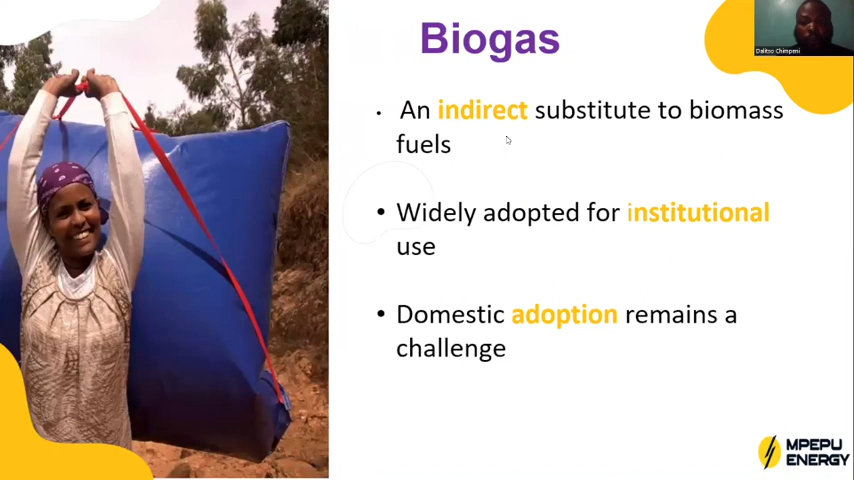 Biogas
Dalitso Chimpeni
• An indirect substitute to biomass
fuels
• Widely adopted for institutional
use
• Domestic adoption remains a
challenge
MPEPU
ENERGY